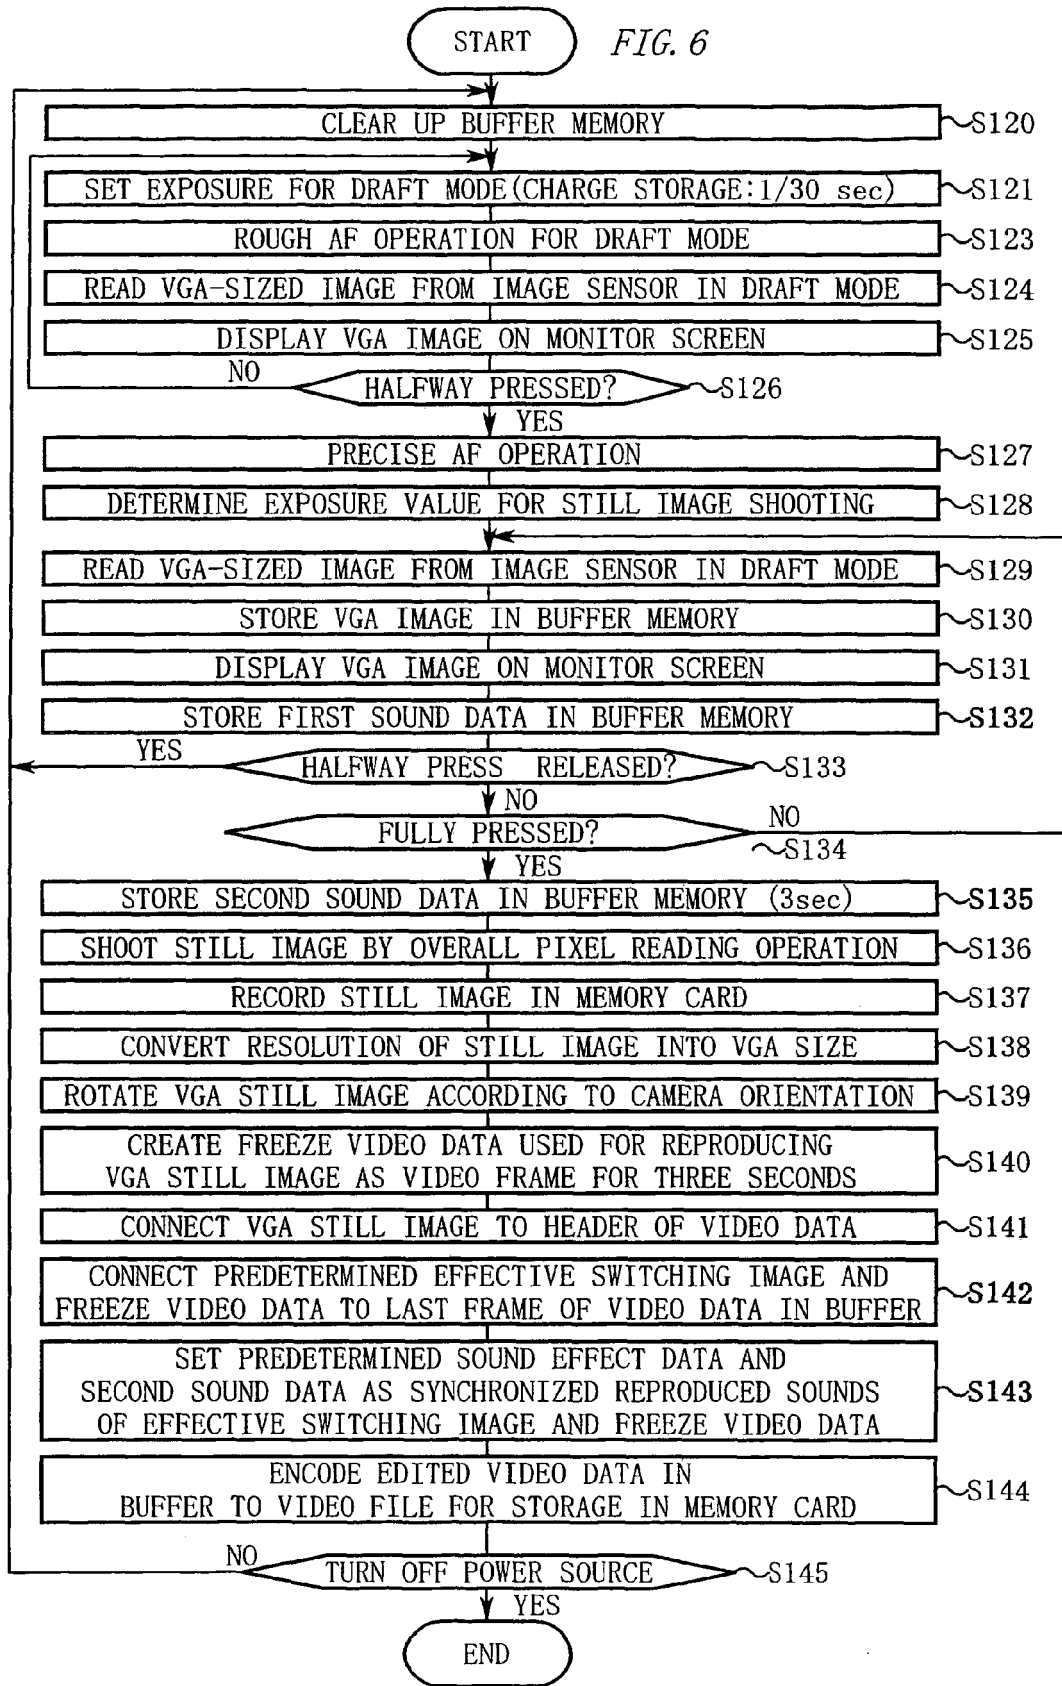 START
FIG. 6
CLEAR UP BUFFER MEMORY
S120
SET EXPOSURE FOR DRAFT MODE(CHARGE STORAGE:1/30 sec)
S121
ROUGH AF OPERATION FOR DRAFT MODE
S123
READ VGA-SIZED IMAGE FROM IMAGE SENSOR IN DRAFT MODE
S124
DISPLAY VGA IMAGE ON MONITOR SCREEN
S125
NO
HALFWAY PRESSED?
S126
YES
PRECISE AF OPERATION
S127
DETERMINE EXPOSURE VALUE FOR STILL IMAGE SHOOTING
S128
READ VGA-SIZED IMAGE FROM IMAGE SENSOR IN DRAFT MODE
S129
STORE VGA IMAGE IN BUFFER MEMORY
S130
DISPLAY VGA IMAGE ON MONITOR SCREEN
S131
STORE FIRST SOUND DATA IN BUFFER MEMORY
S132
YES
HALFWAY PRESS RELEASED?
S133
NO
FULLY PRESSED?
NO
S134
YES
STORE SECOND SOUND DATA IN BUFFER MEMORY (3sec)
S135
SHOOT STILL IMAGE BY OVERALL PIXEL READING OPERATION
S136
RECORD STILL IMAGE IN MEMORY CARD
S137
CONVERT RESOLUTION OF STILL IMAGE INTO VGA SIZE
S138
ROTATE VGA STILL IMAGE ACCORDING TO CAMERA ORIENTATION
S139
CREATE FREEZE VIDEO DATA USED FOR REPRODUCING
VGA STILL IMAGE AS VIDEO FRAME FOR THREE SECONDS
S140
CONNECT VGA STILL IMAGE TO HEADER OF VIDEO DATA
S141
CONNECT PREDETERMINED EFFECTIVE SWITCHING IMAGE AND
FREEZE VIDEO DATA TO LAST FRAME OF VIDEO DATA IN BUFFER
S142
SET PREDETERMINED SOUND EFFECT DATA AND
SECOND SOUND DATA AS SYNCHRONIZED REPRODUCED SOUNDS
OF EFFECTIVE SWITCHING IMAGE AND FREEZE VIDEO DATA
S143
ENCODE EDITED VIDEO DATA IN
BUFFER TO VIDEO FILE FOR STORAGE IN MEMORY CARD
S144
NO
TURN OFF POWER SOURCE
S145
YES
END